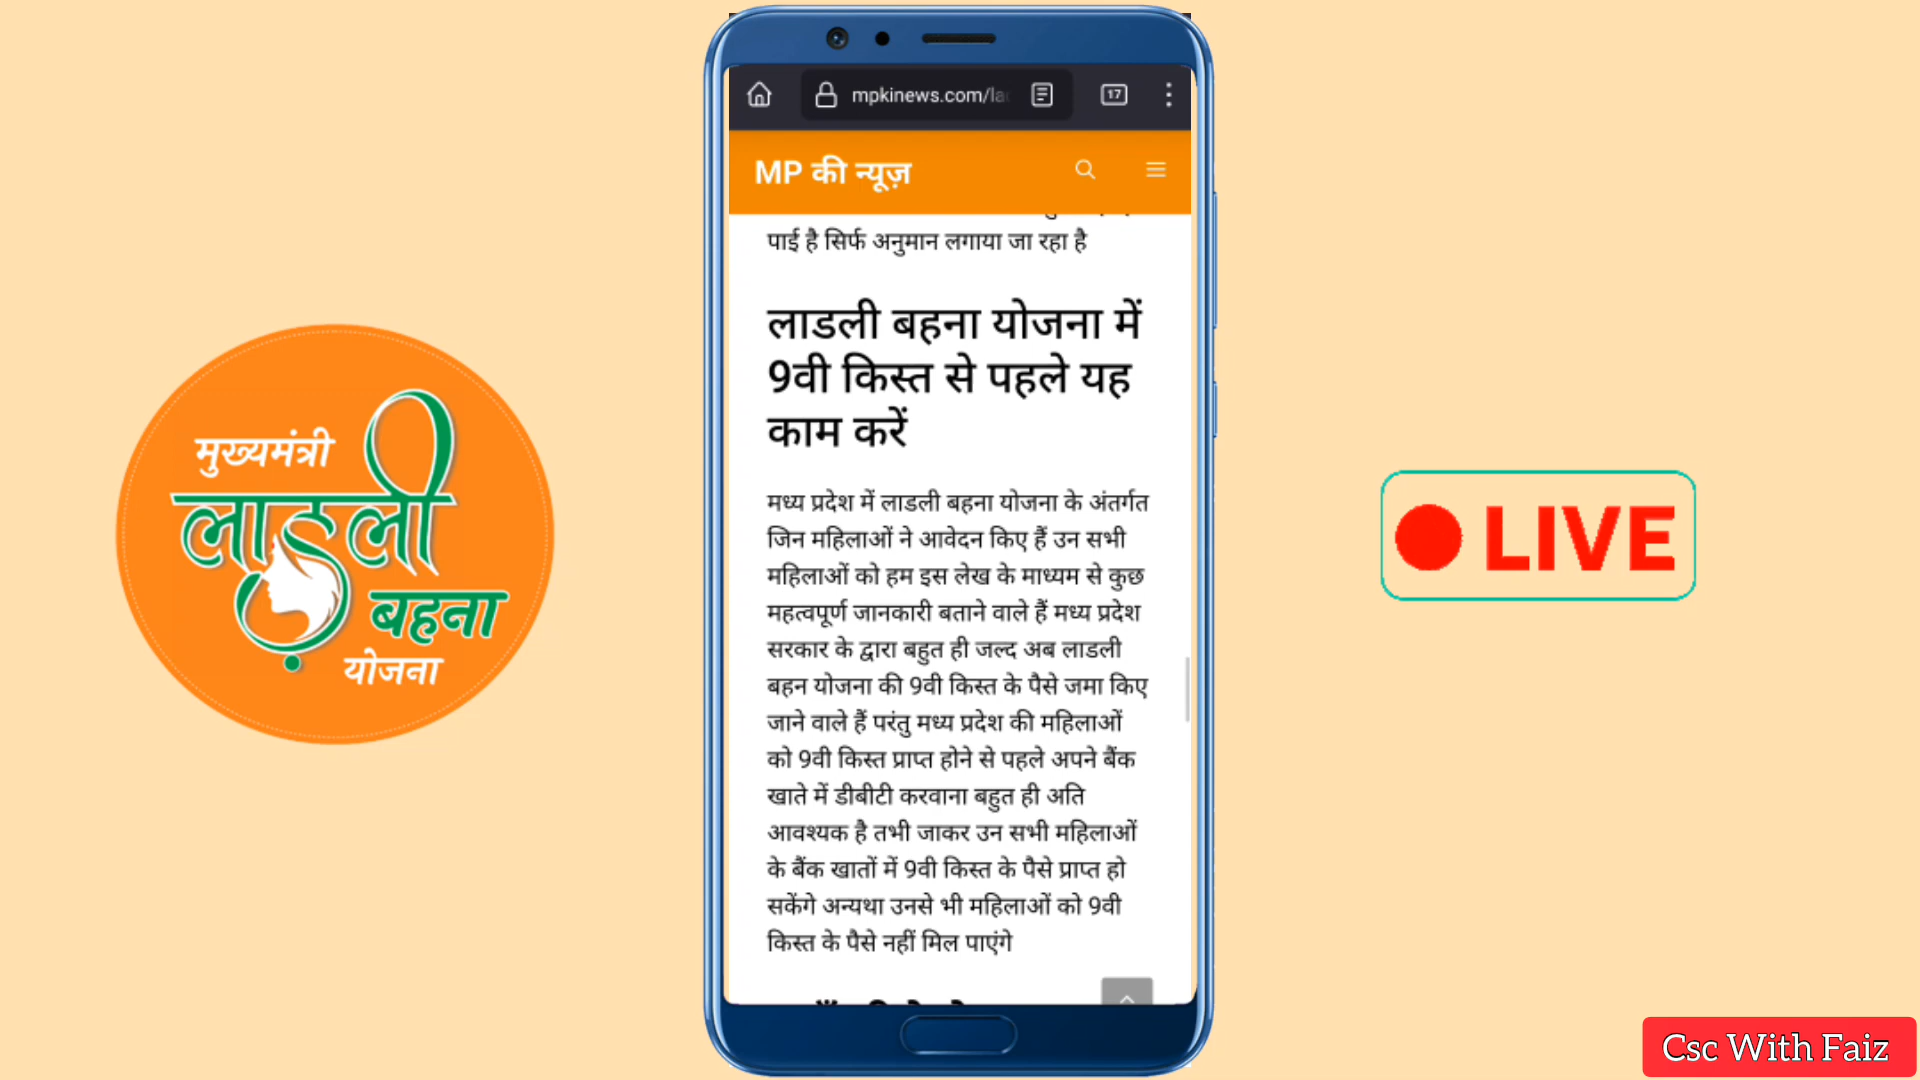 17
mpkinews.com/la
MP की न्यूज़
पाई है सिर्फ अनुमान लगाया जा रहा है
लाडली बहना योजना में
9वी किस्त से पहले यह
काम करें
मध्य प्रदेश में लाडली बहना योजना के अंतर्गत
जिन महिलाओं ने आवेदन किए हैं उन सभी
महिलाओं को हम इस लेख के माध्यम से कुछ
महत्वपूर्ण जानकारी बताने वाले हैं मध्य प्रदेश
सरकार के द्वारा बहुत ही जल्द अब लाडली
बहन योजना की 9वी किस्त के पैसे जमा किए
जाने वाले हैं परंतु मध्य प्रदेश की महिलाओं
को 9वी किस्त प्राप्त होने से पहले अपने बैंक
खाते में डीबीटी करवाना बहुत ही अति
आवश्यक है तभी जाकर उन सभी महिलाओं
के बैंक खातों में 9वी किस्त के पैसे प्राप्त हो
सकेंगे अन्यथा उनसे भी महिलाओं को 9वी
किस्त के पैसे नहीं मिल पाएंगे
मुख्यमंत्री
लाड़ली
बहना
योजना
LIVE
Csc With Faiz